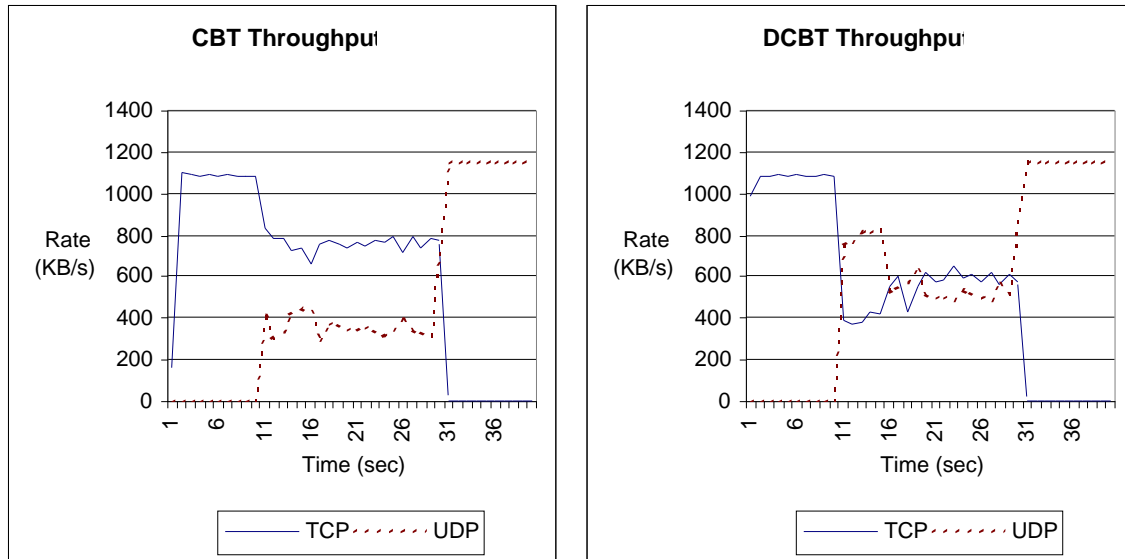 CBT Throughput
1400
1200
1000
800
600
400
200
0
Rate
(KB/s)
1
6
11
16
21
26
31
36
Time (sec)
TCP
UDP
DCBT Throughput
1400
1200
1000
800
600
400
200
0
Rate
(KB/s)
1
6
11
16
21
26
31
36
Time (sec)
TCP
UDP